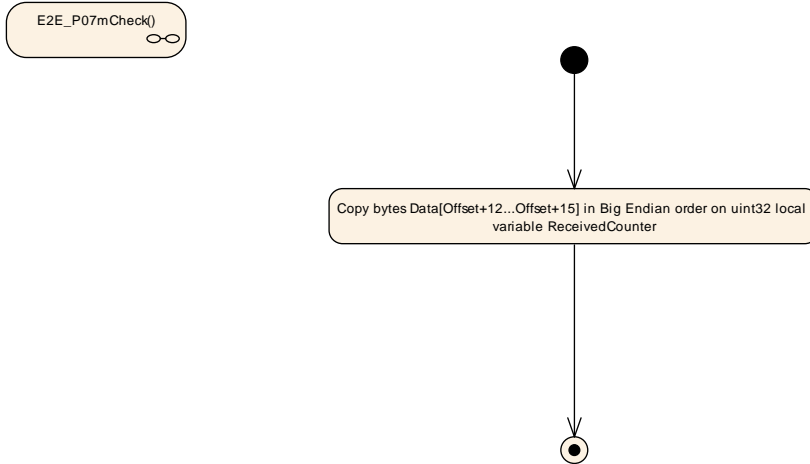 E2E_P07mCheck()
Copy bytes Data[Offset+12...Offset+15] in Big Endian order on uint32 local
variable ReceivedCounter